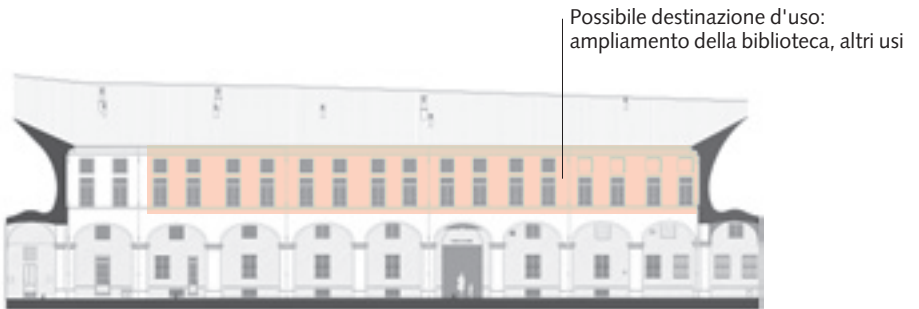 Possibile destinazione d'uso:
ampliamento della biblioteca, altri usi